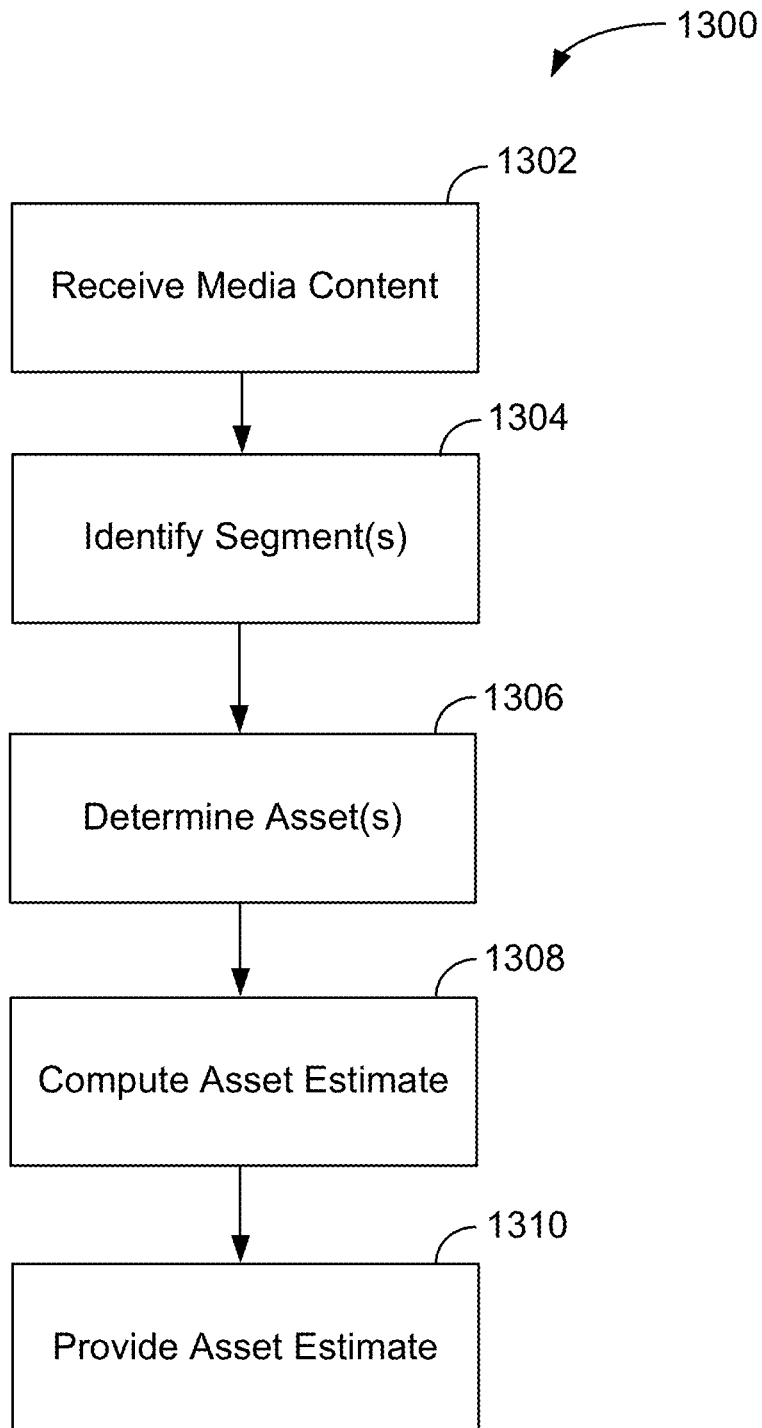 1300
1302
Receive Media Content
1304
Identify Segment(s)
1306
Determine Asset(s)
1308
Compute Asset Estimate
1310
Provide Asset Estimate